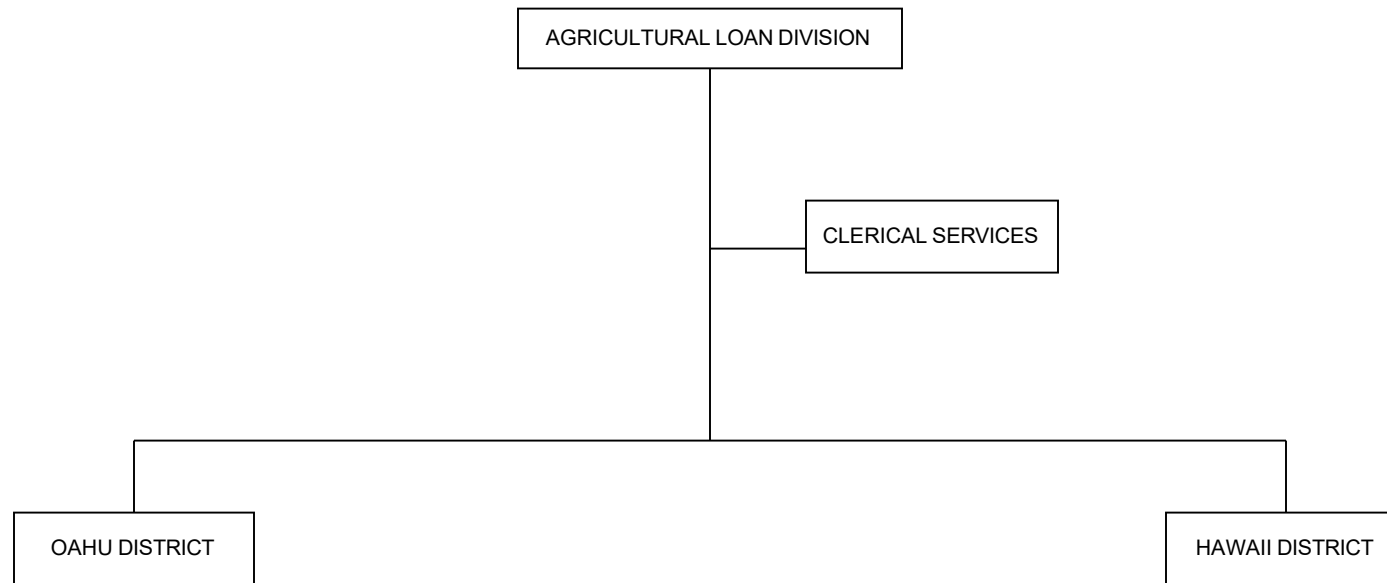 AGRICULTURAL LOAN DIVISION
CLERICAL SERVICES
OAHU DISTRICT
HAWAII DISTRICT